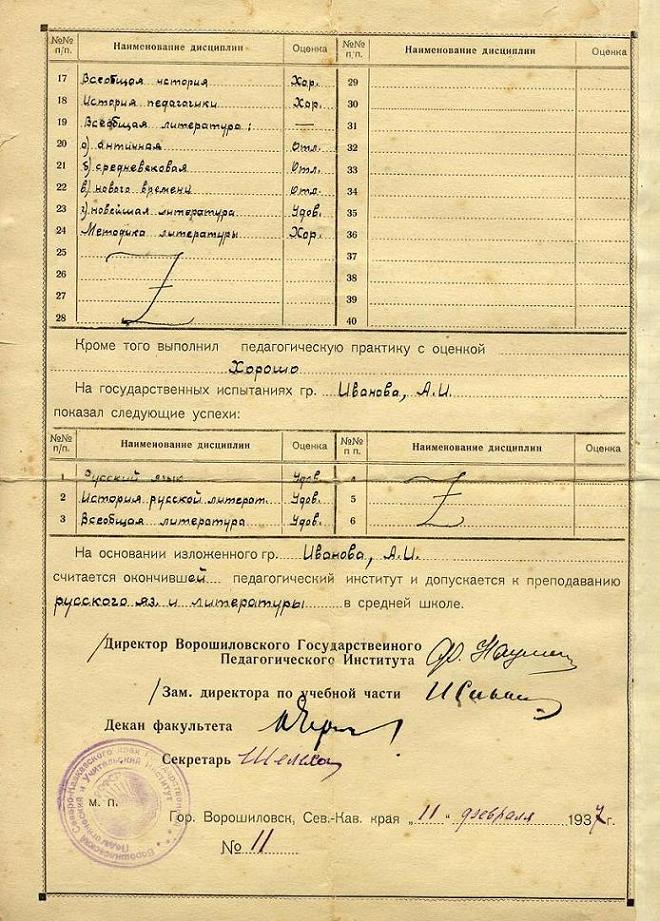 №№ п/п. Наименование дисциплин Оценка №№ п/п. Наименование дисциплин Оценка
17 Всеобщая история Хор. 29
18 История педагогики Хор. 30
19 Всеобщая литература: — 31
20 а) античная Отл. 32
21 б) средневековая Отл. 33
22 в) нового времени Отл. 34
23 г) новейшая литература Удов. 35
24 Методика литературы Хор. 36
25 37
26 38
27 39
28 40
Кроме того выполнил педагогическую практику с оценкой
Хорошо
На государственных испытаниях гр. Иванова, А.И.
показал следующие успехи:
№№ п/п. Наименование дисциплин Оценка №№ п п. Наименование дисциплин Оценка
1 Русский язык Удов. 4
2 История русской литерат. Удов. 5
3 Всеобщая литература Удов. 6
На основании изложенного гр. Иванова, А.И.
считается окончившей педагогический институт и допускается к преподаванию
русского яз. и литературы в средней школе.
Директор Ворошиловского Государственного
Педагогического Института
Зам. директора по учебной части
Декан факультета
Секретарь
м. п.
Гор. Ворошиловск, Сев.-Кав. края „11" февраля 1937 г.
№ 11